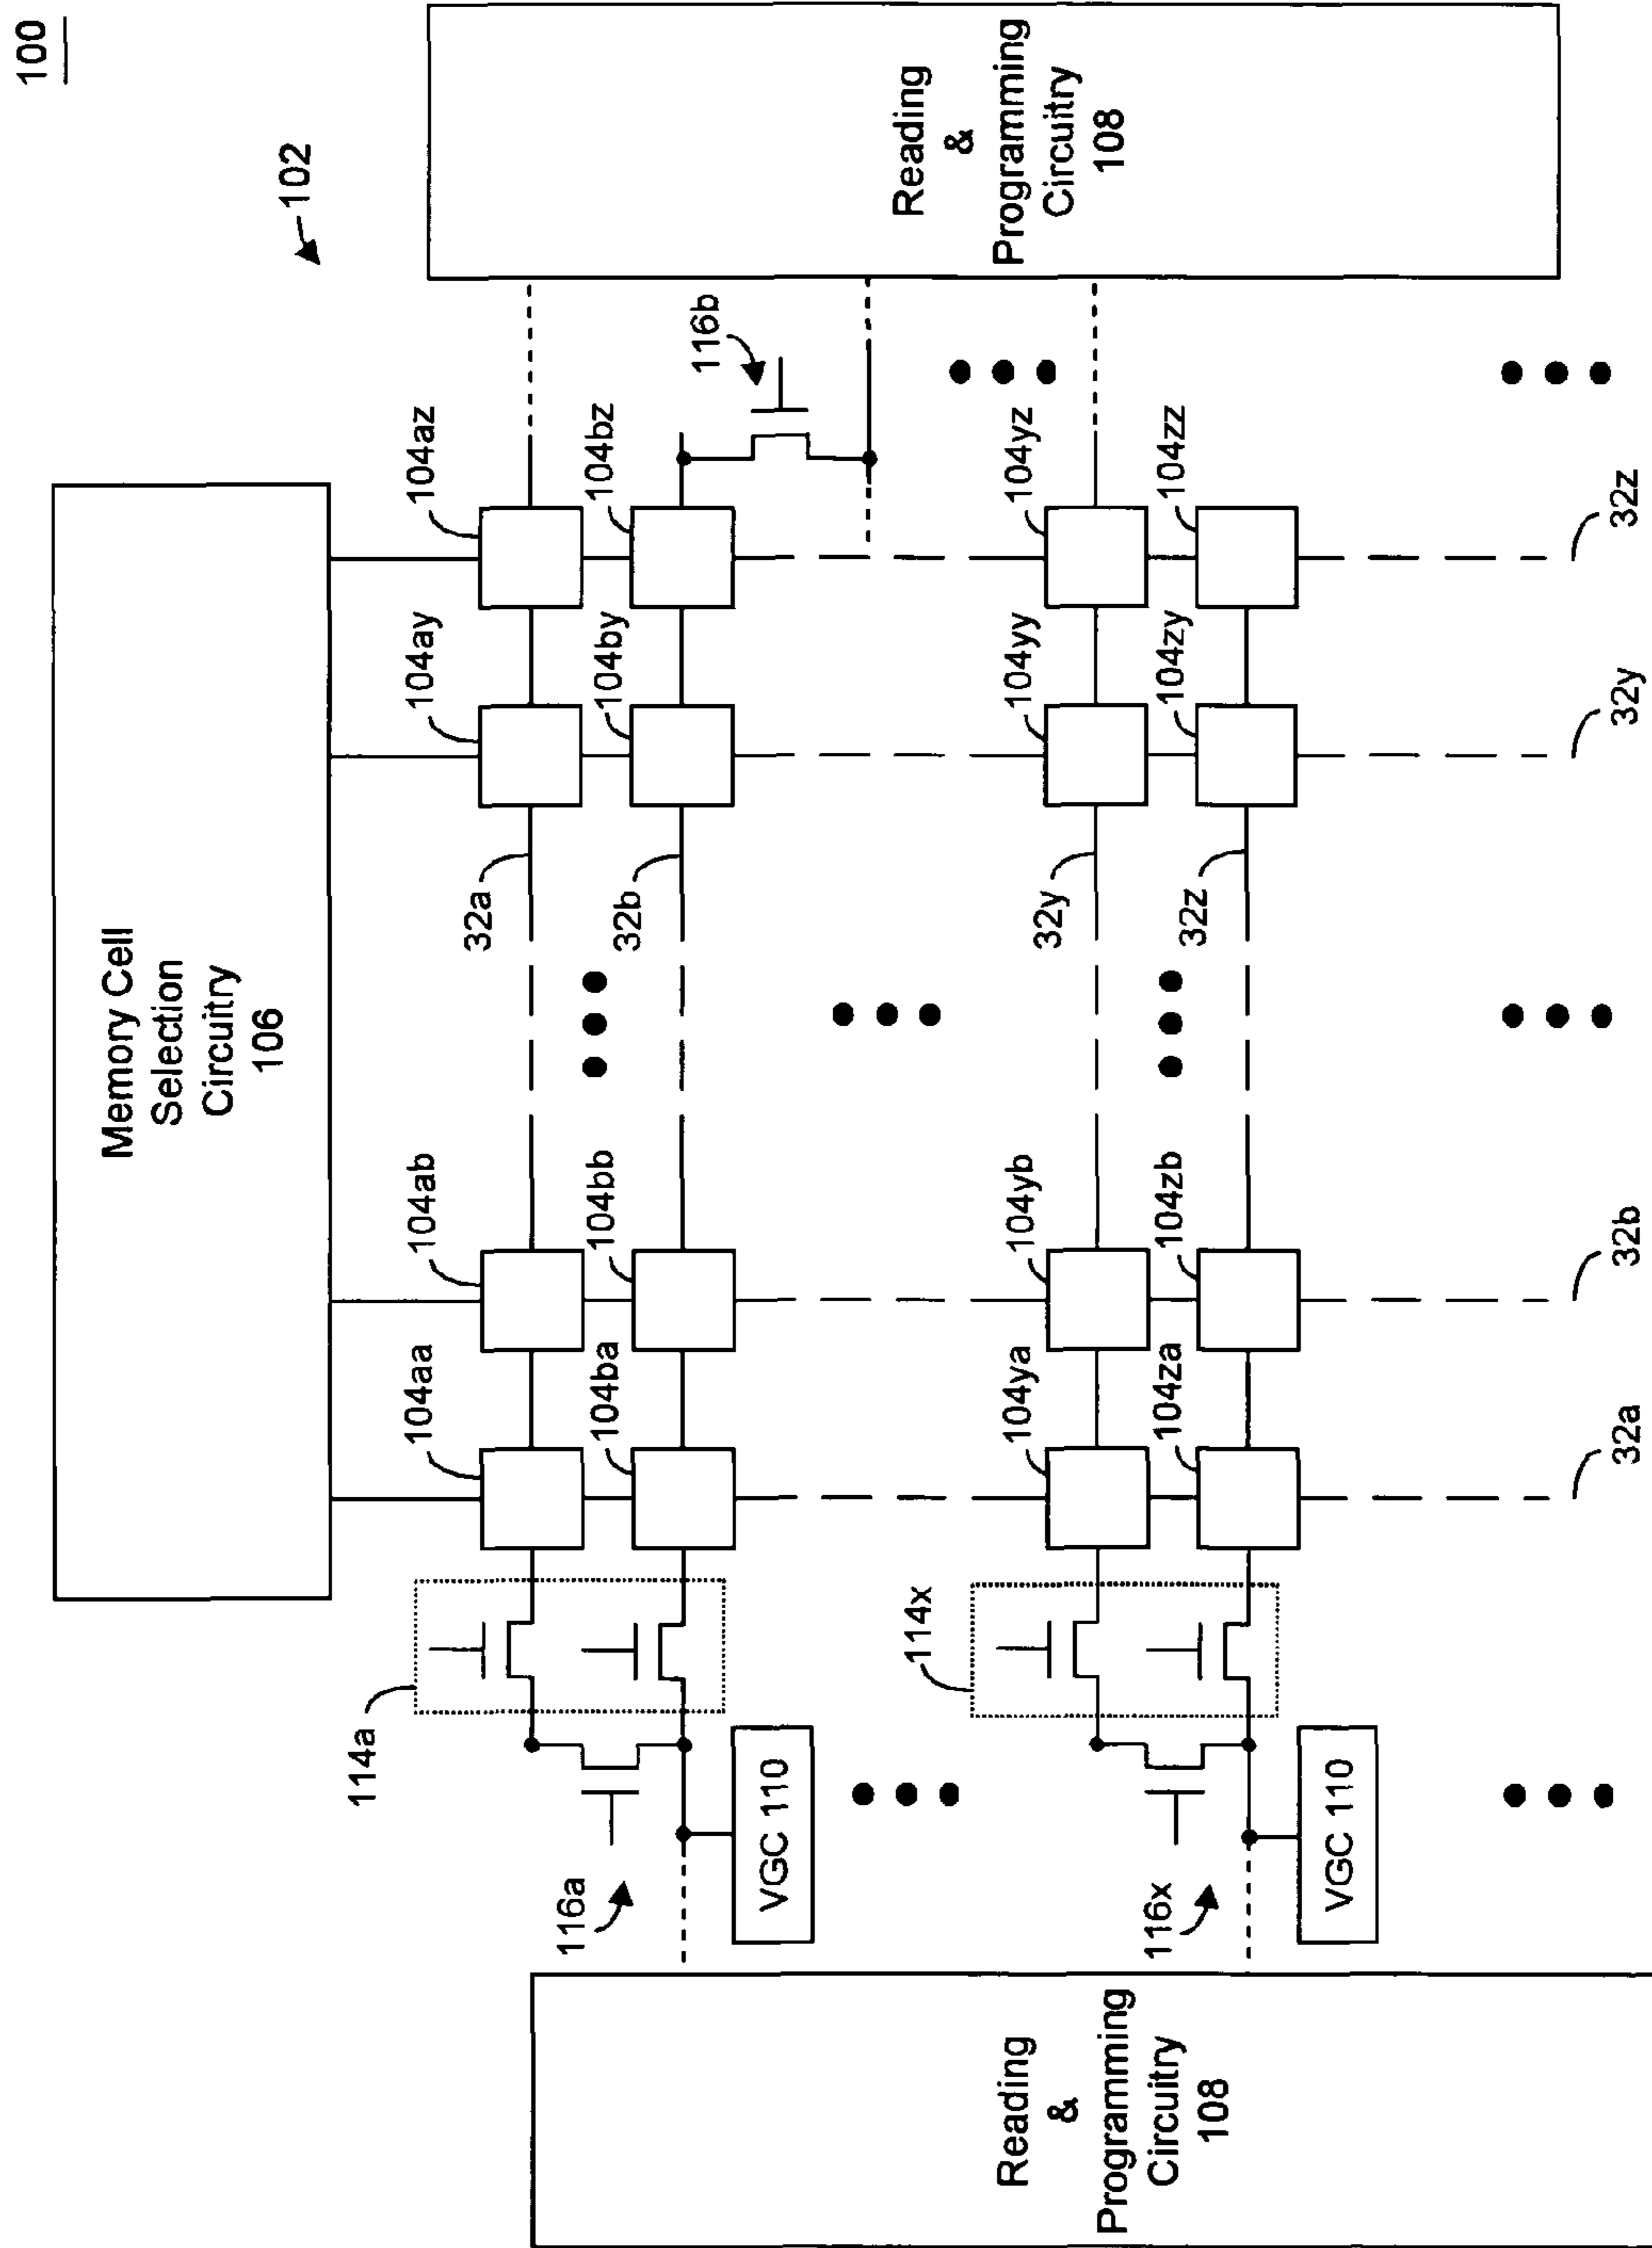 100
102
Memory Cell
Selection
Circuitry
106
114a
104aa
104ab
104ay
104az
116a
104ba
104bb
32a
104by
104bz
116b
32b
VGC 110
Reading
&
Programming
Circuitry
108
Reading
&
Programming
Circuitry
108
114x
104ya
104yb
32y
104yy
104yz
116x
104za
104zb
32z
104zy
104zz
VGC 110
32a
32b
32y
32z